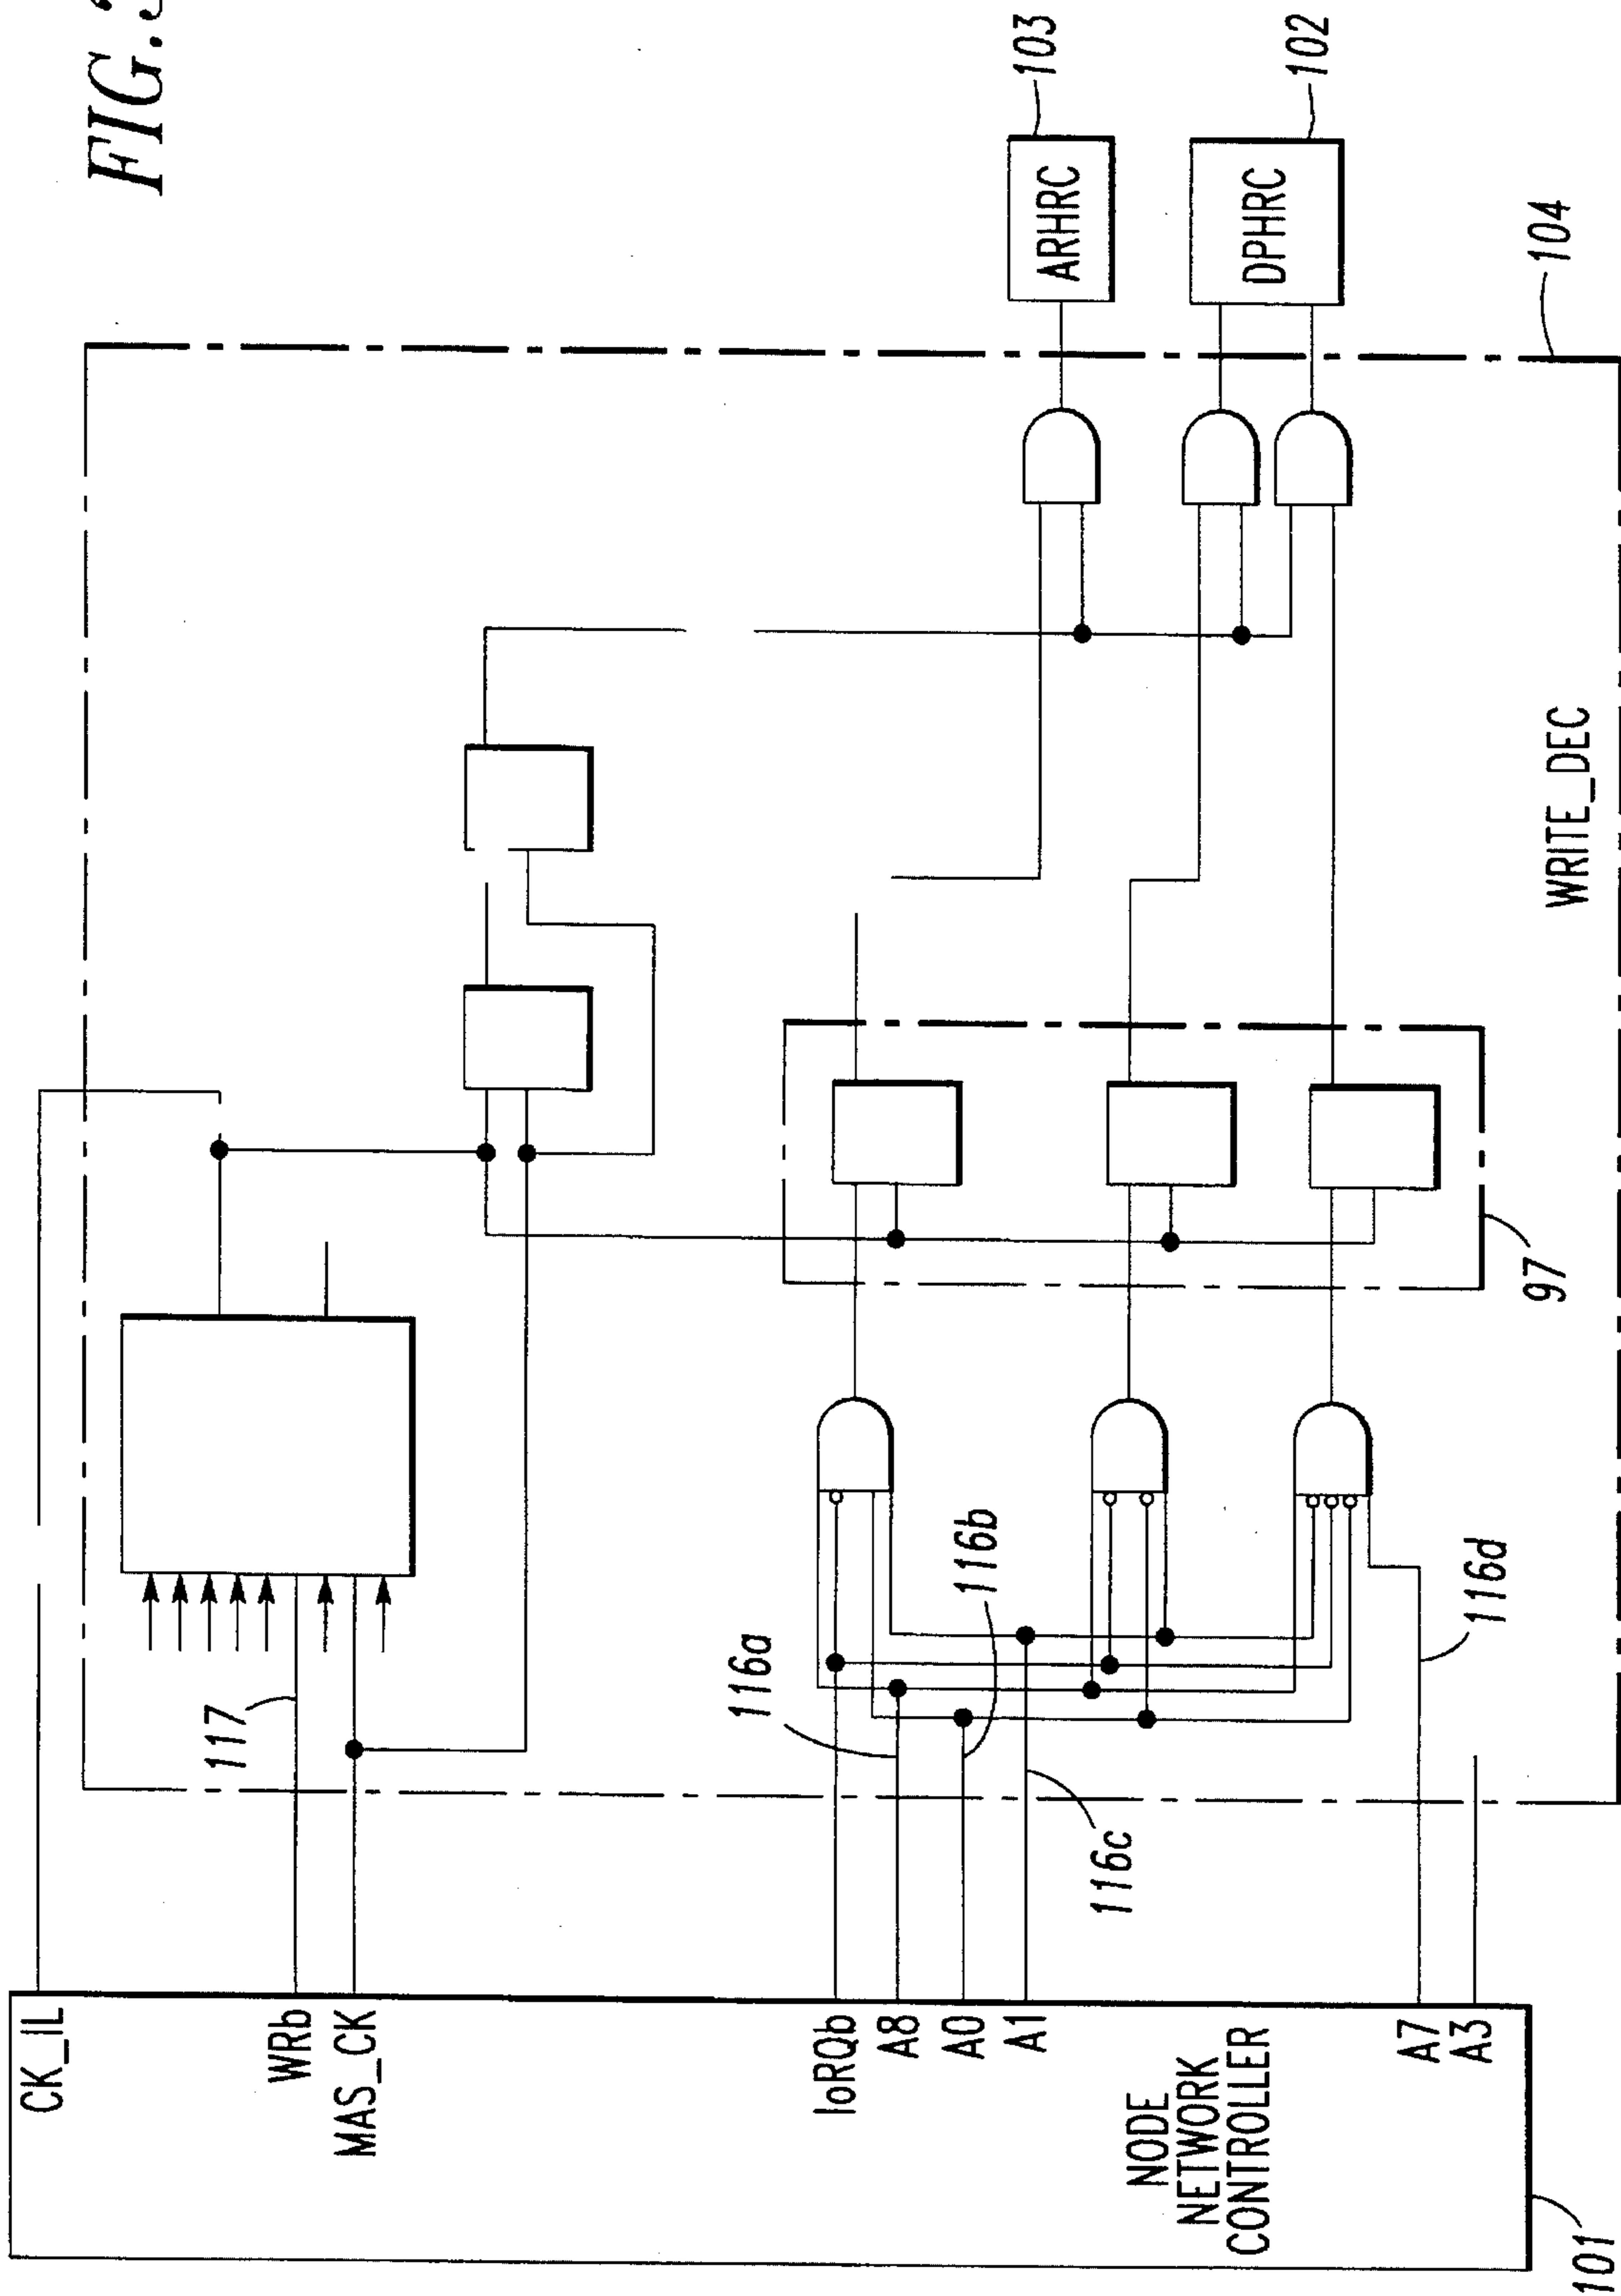 FIG.
CK_IL
WRb
MAS_CK
117
IoRQb
A8
A0
A1
116a
116b
116c
NODE
NETWORK
CONTROLLER
A7
A3
116d
101
97
WRITE_DEC
ARHRC
103
DPHRC
102
104